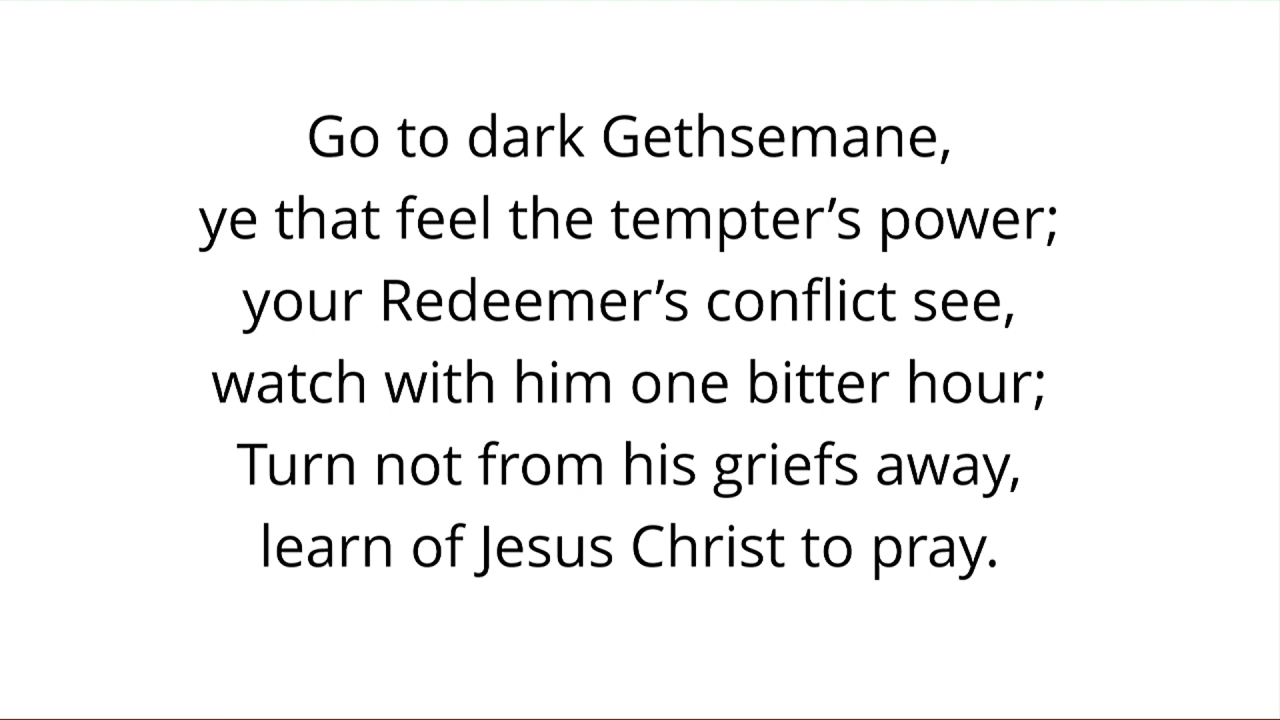 Go to dark Gethsemane,
ye that feel the tempter’s power;
your Redeemer’s conflict see,
watch with him one bitter hour;
Turn not from his griefs away,
learn of Jesus Christ to pray.